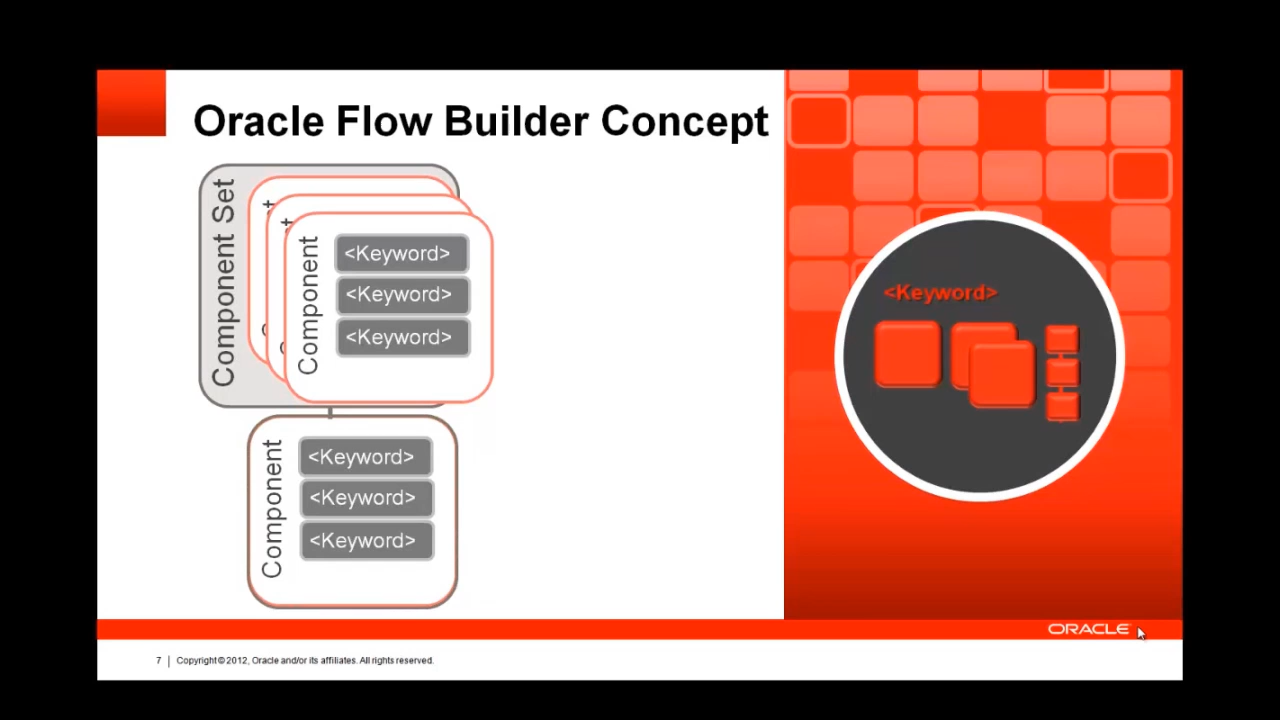 Oracle Flow Builder Concept
Component Set
Component
<Keyword>
<Keyword>
<Keyword>
Component
<Keyword>
<Keyword>
<Keyword>
<Keyword>
ORACLE
7 | Copyright © 2012, Oracle and/or its affiliates. All rights reserved.